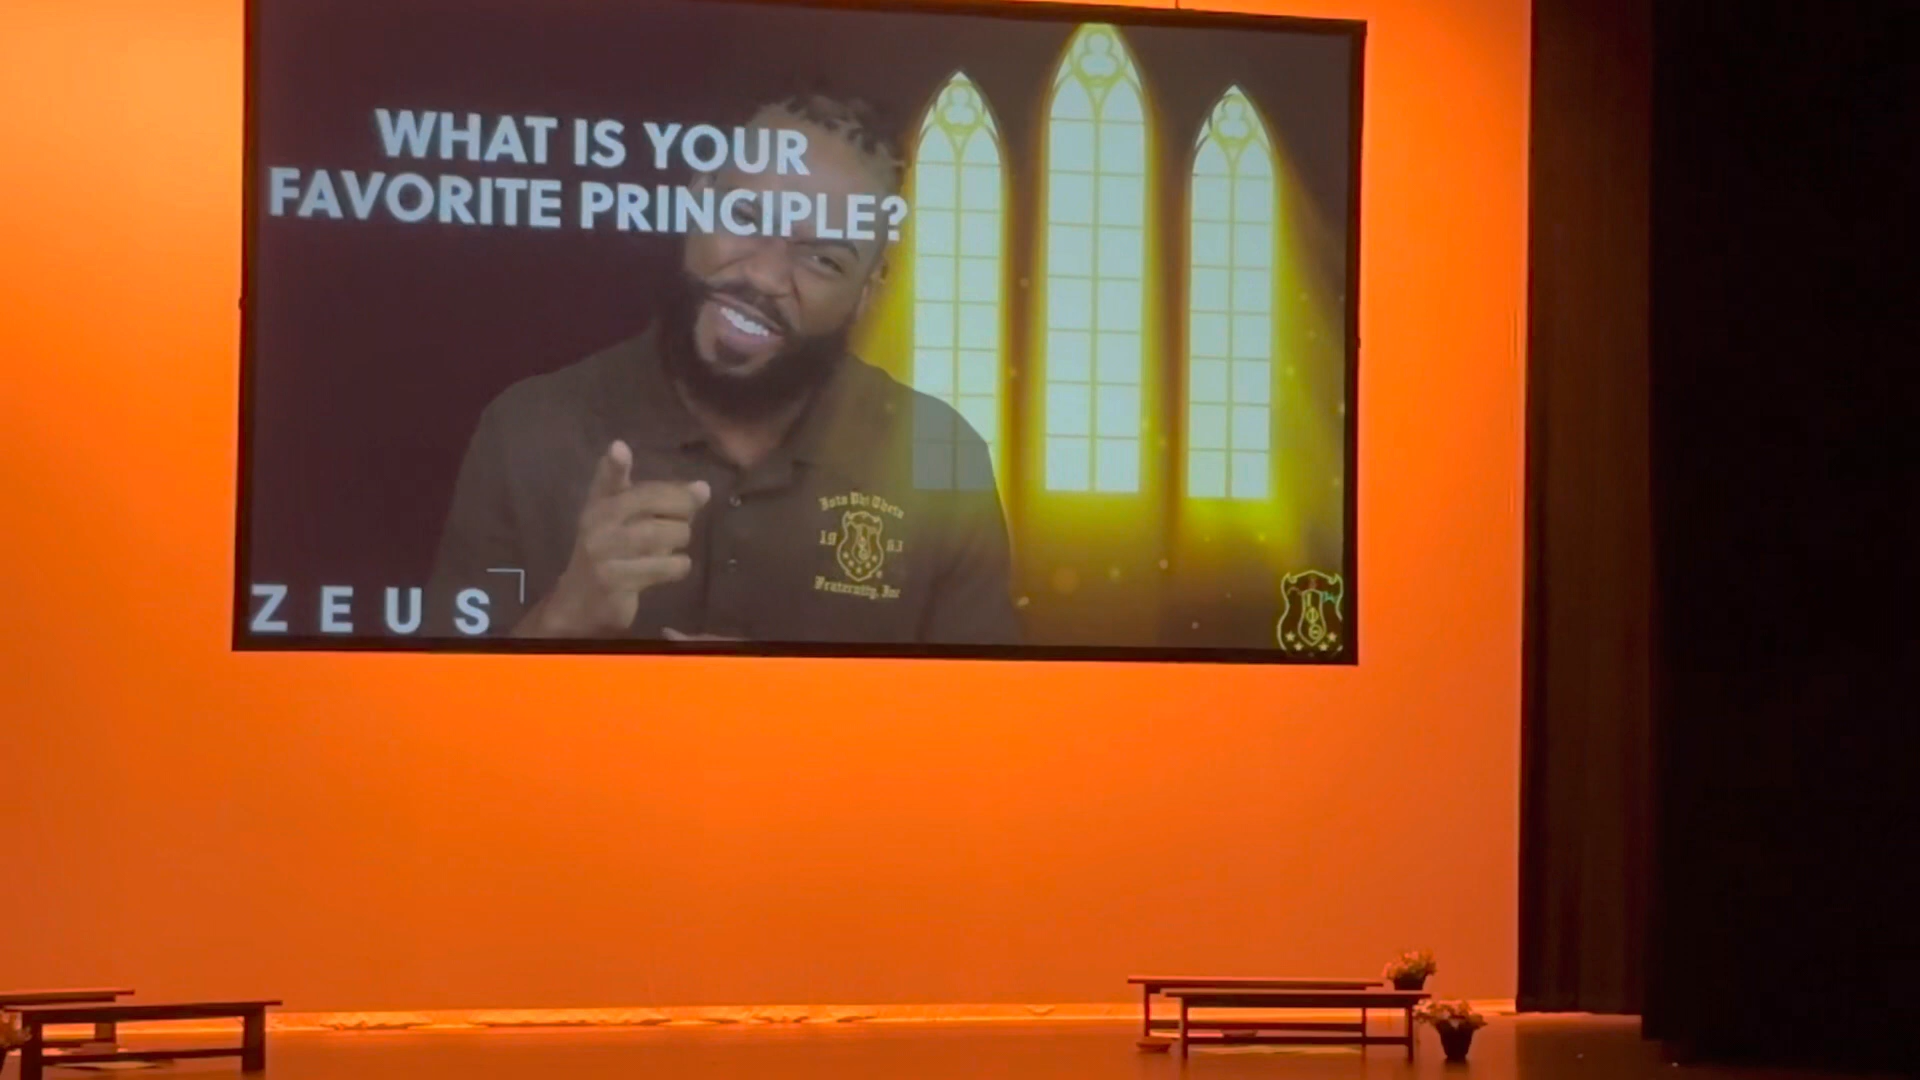 WHAT IS YOUR
FAVORITE PRINCIPLE?
Iota Phi Theta
19 63
Fraternity, Inc
ZEUS